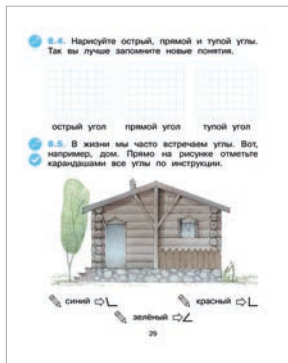 8.4. Нарисуйте острый, прямой и тупой углы.
Так вы лучше запомните новые понятия.
острый угол прямой угол тупой угол
8.5. В жизни мы часто встречаем углы. Вот,
например, дом. Прямо на рисунке отметьте
карандашами все углы по инструкции.
синий красный
зелёный
29